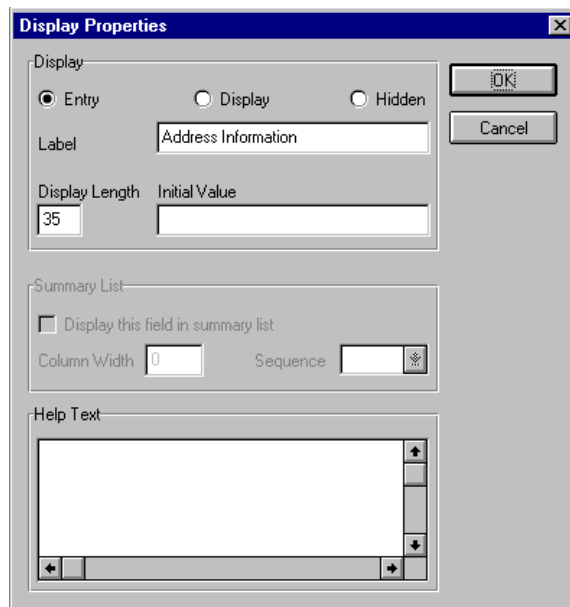 Display Properties
Display
Entry Display Hidden
Label Address Information
Display Length Initial Value
35
OK
Cancel
Summary List
Display this field in summary list
Column Width 0 Sequence
Help Text